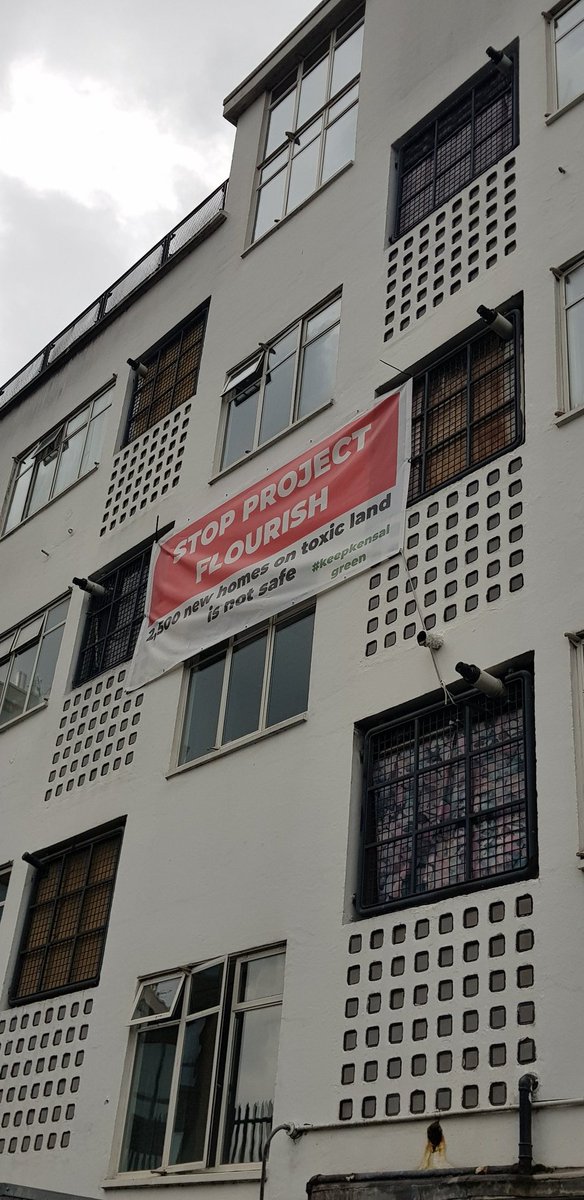 STOP PROJECT
FLOURISH
2,500 new homes on toxic land
is not safe
#keepkensal
green